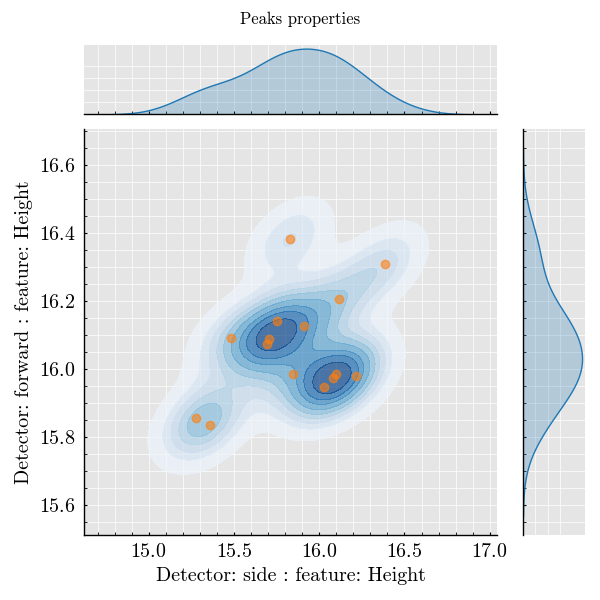 Peaks properties
16.6
16.4
16.2
16.0
15.8
15.6
Detector: forward : feature: Height
15.0 15.5 16.0 16.5 17.0
Detector: side : feature: Height